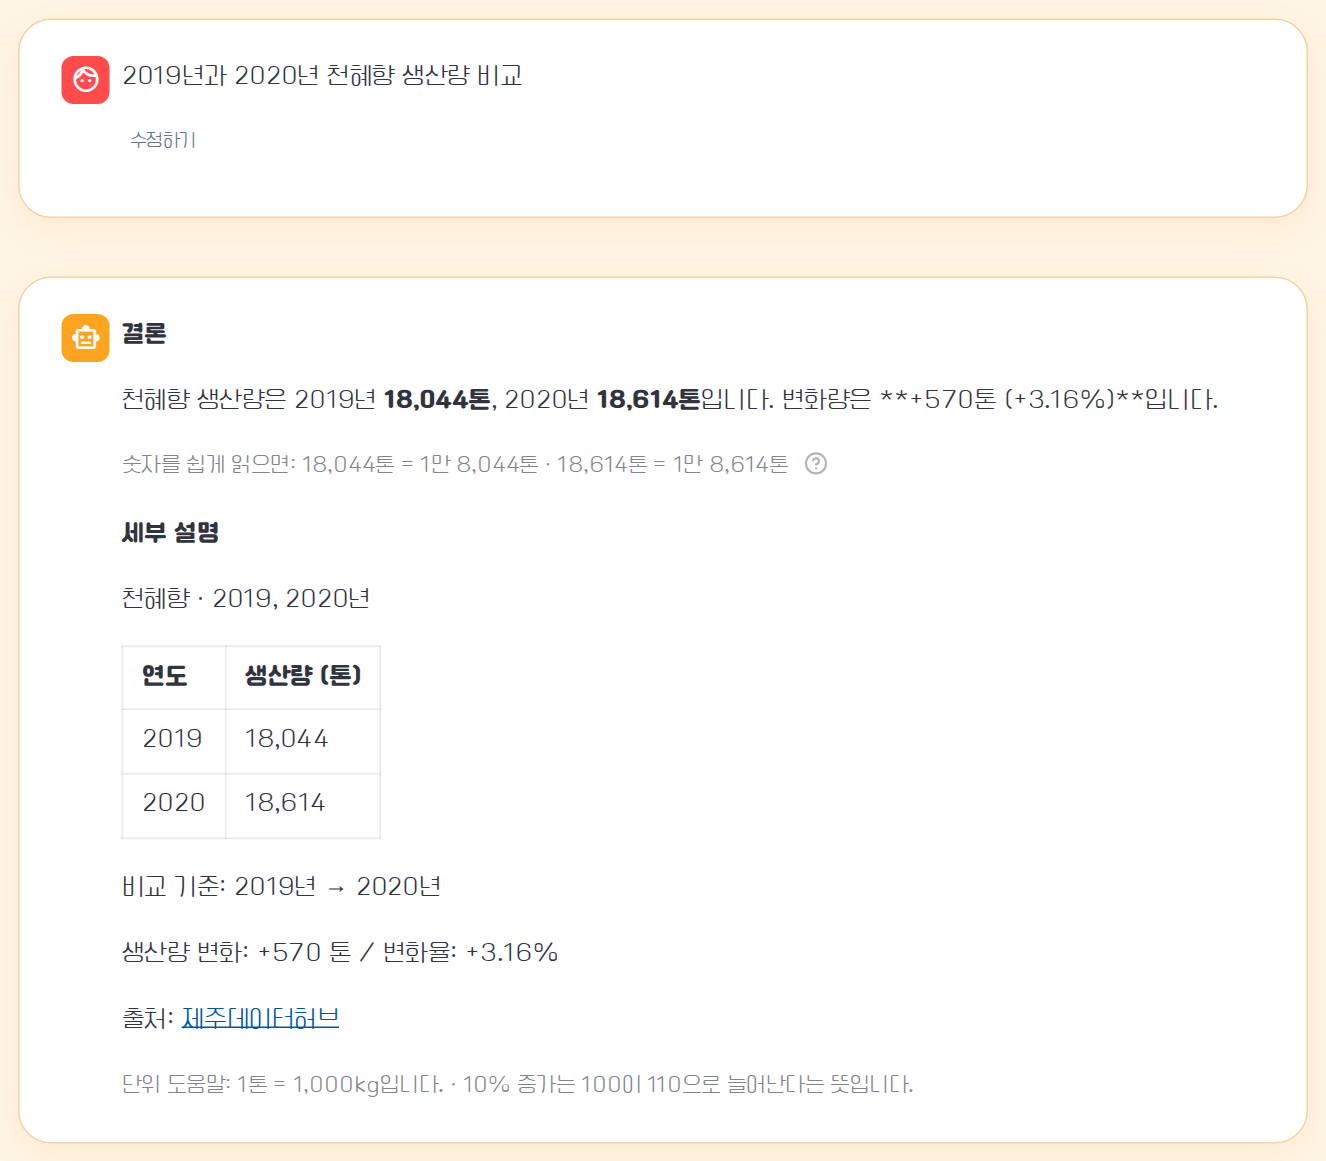 2019년과 2020년 천혜향 생산량 비교
수정하기
결론
천혜향 생산량은 2019년 18,044톤, 2020년 18,614톤입니다. 변화량은 **+570톤 (+3.16%)**입니다.
숫자를 쉽게 읽으면: 18,044톤 = 1만 8,044톤 · 18,614톤 = 1만 8,614톤
세부 설명
천혜향 · 2019, 2020년
연도 생산량 (톤)
2019 18,044
2020 18,614
비교 기준: 2019년 → 2020년
생산량 변화: +570 톤 / 변화율: +3.16%
출처: 제주데이터허브
단위 도움말: 1톤 = 1,000kg입니다. · 10% 증가는 100이 110으로 늘어난다는 뜻입니다.